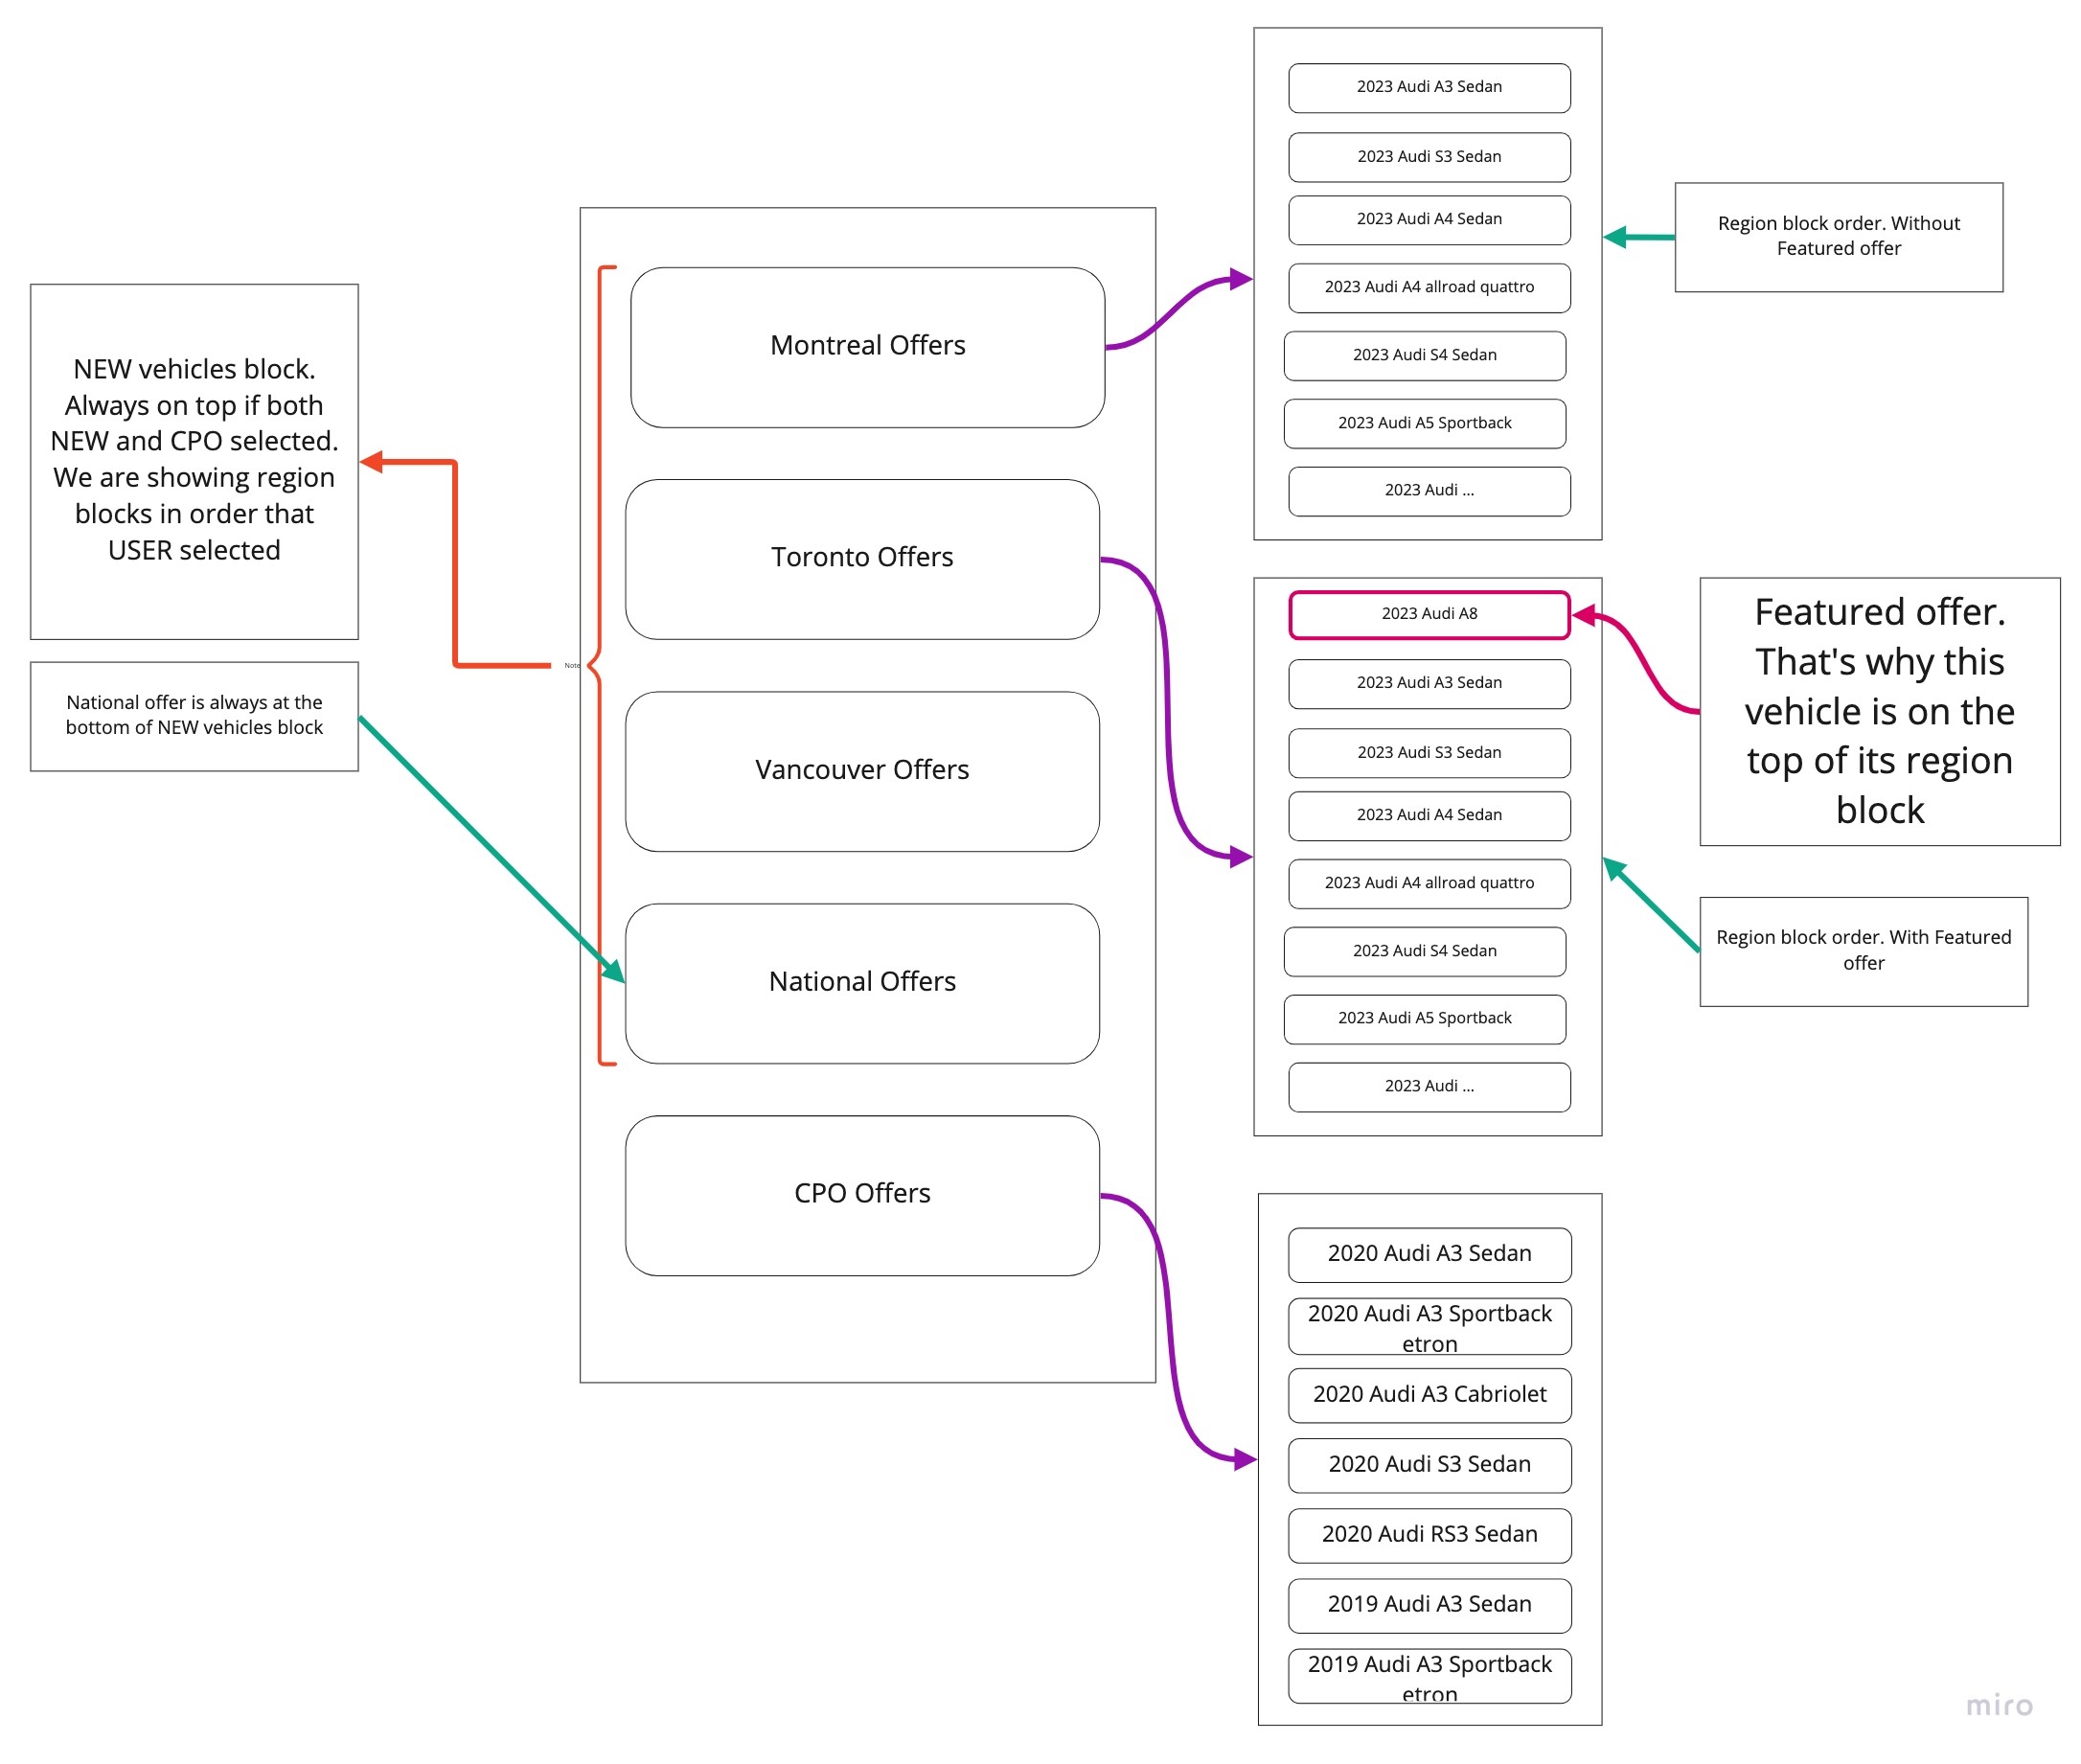 NEW vehicles block.
Always on top if both
NEW and CPO selected.
We are showing region
blocks in order that
USER selected
National offer is always at the
bottom of NEW vehicles block
Note
Montreal Offers
Toronto Offers
Vancouver Offers
National Offers
CPO Offers
2023 Audi A3 Sedan
2023 Audi S3 Sedan
2023 Audi A4 Sedan
2023 Audi A4 allroad quattro
2023 Audi S4 Sedan
2023 Audi A5 Sportback
2023 Audi ...
Region block order. Without
Featured offer
2023 Audi A8
2023 Audi A3 Sedan
2023 Audi S3 Sedan
2023 Audi A4 Sedan
2023 Audi A4 allroad quattro
2023 Audi S4 Sedan
2023 Audi A5 Sportback
2023 Audi ...
Featured offer.
That's why this
vehicle is on the
top of its region
block
Region block order. With Featured
offer
2020 Audi A3 Sedan
2020 Audi A3 Sportback
etron
2020 Audi A3 Cabriolet
2020 Audi S3 Sedan
2020 Audi RS3 Sedan
2019 Audi A3 Sedan
2019 Audi A3 Sportback
etron
miro